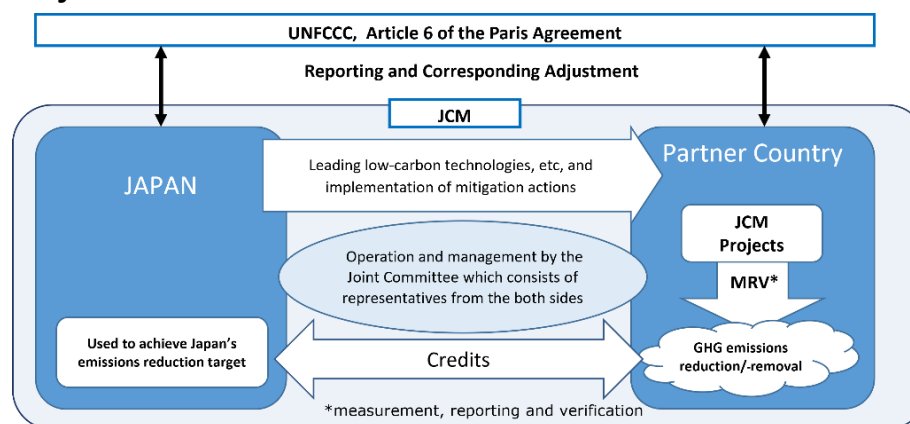 UNFCCC, Article 6 of the Paris Agreement
Reporting and Corresponding Adjustment
JCM
JAPAN
Leading low-carbon technologies, etc, and
implementation of mitigation actions
Partner Country
JCM
Projects
Operation and management by the
Joint Committee which consists of
representatives from the both sides
MRV*
Used to achieve Japan’s
emissions reduction target
Credits
GHG emissions
reduction/-removal
*measurement, reporting and verification